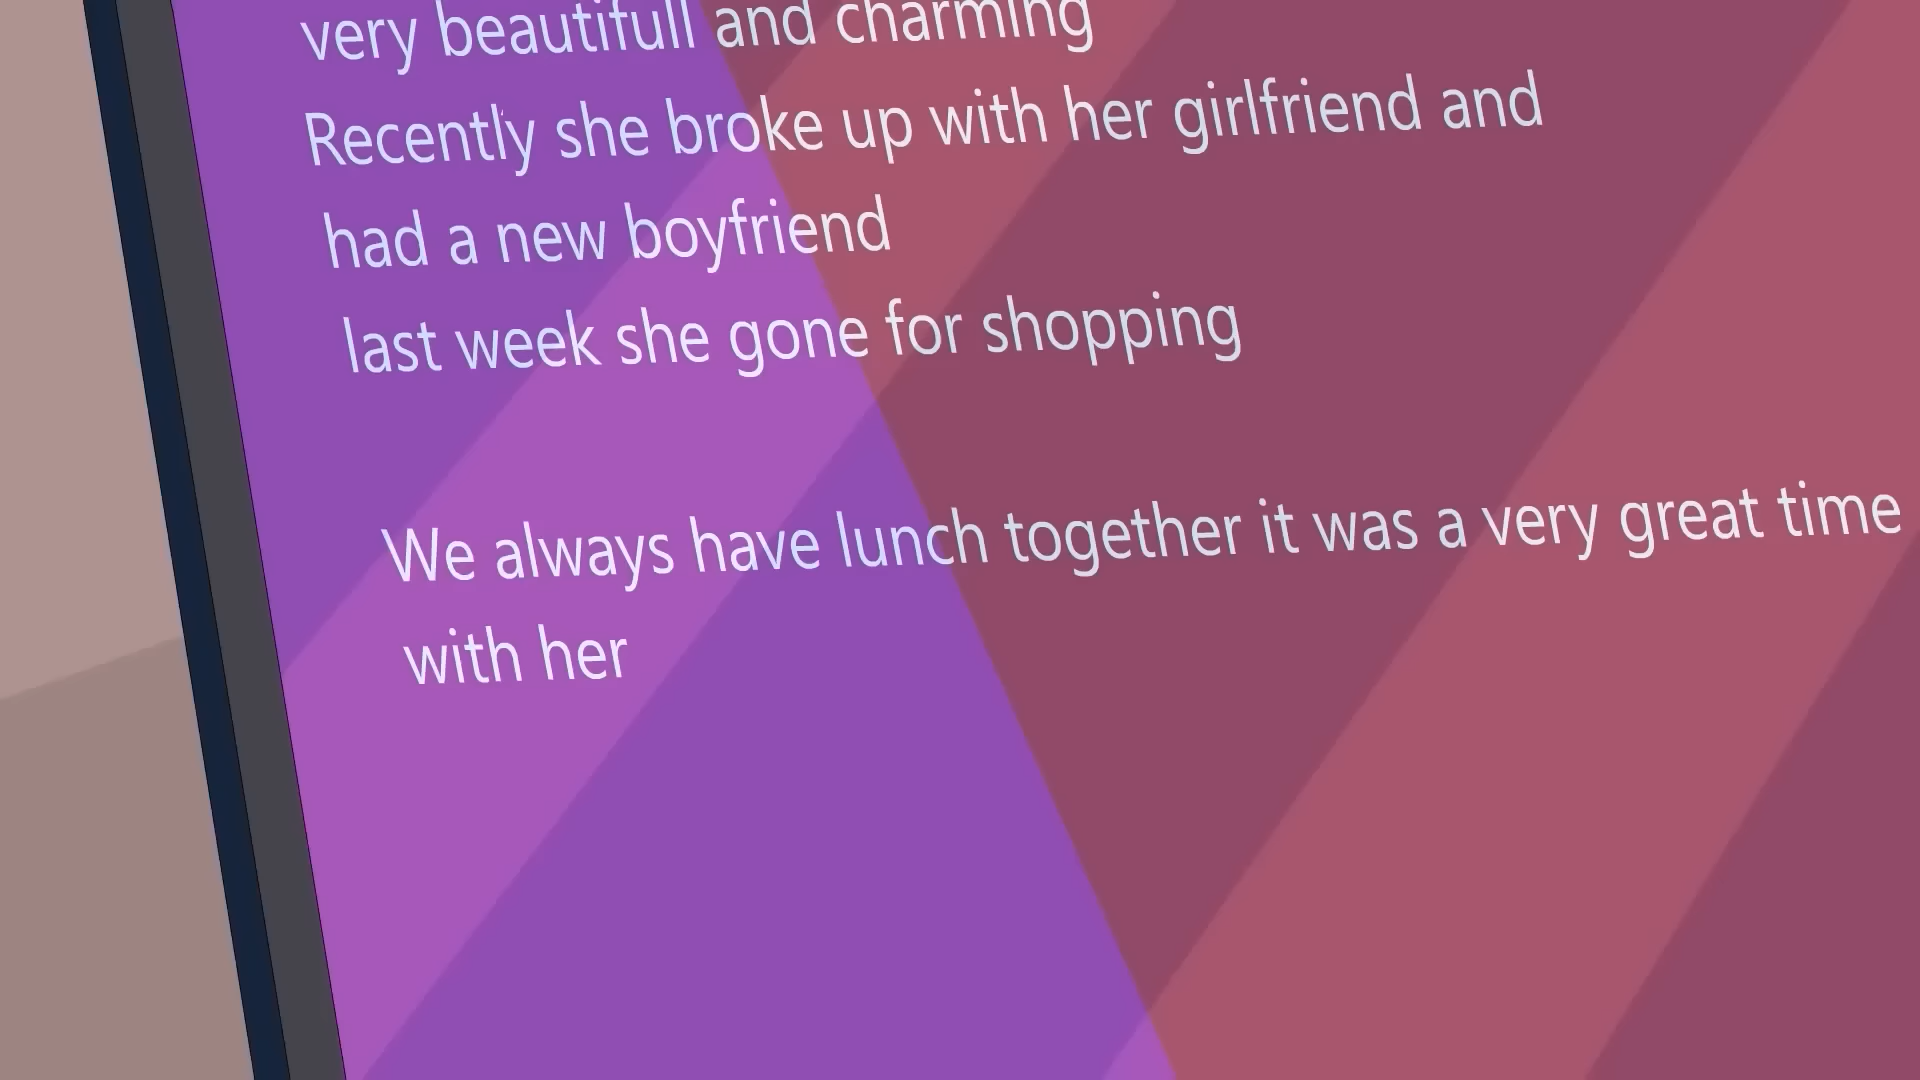 very beautifull and charming
Recently she broke up with her girlfriend and
had a new boyfriend
last week she gone for shopping
We always have lunch together it was a very great time
with her